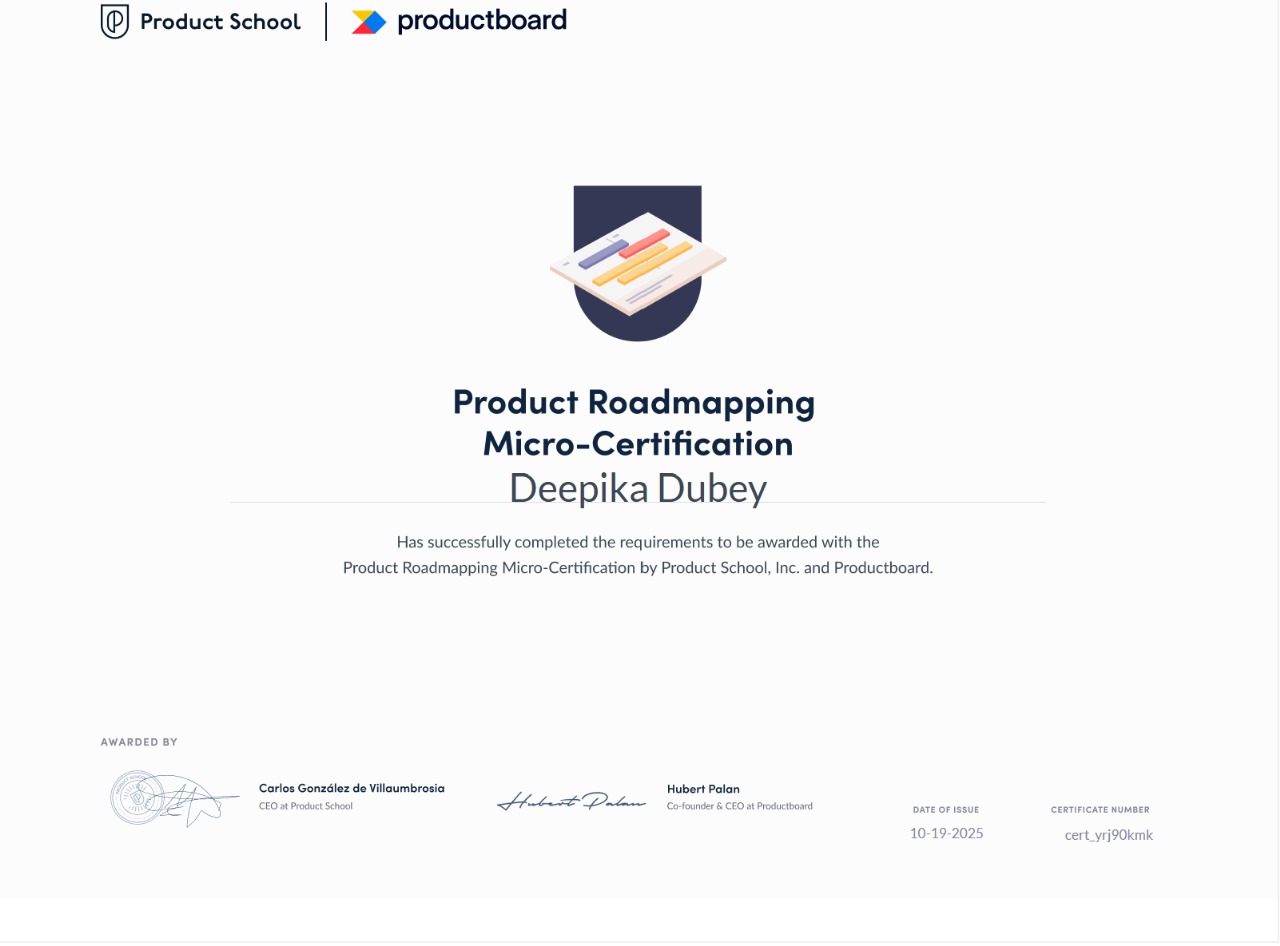 Product School
productboard
Product Roadmapping
Micro-Certification
Deepika Dubey
Has successfully completed the requirements to be awarded with the
Product Roadmapping Micro-Certification by Product School, Inc. and Productboard.
AWARDED BY
Carlos González de Villaumbrosia
CEO at Product School
Hubert Palan
Hubert Palan
Co-founder & CEO at Productboard
DATE OF ISSUE
10-19-2025
CERTIFICATE NUMBER
cert_yrj90kmk